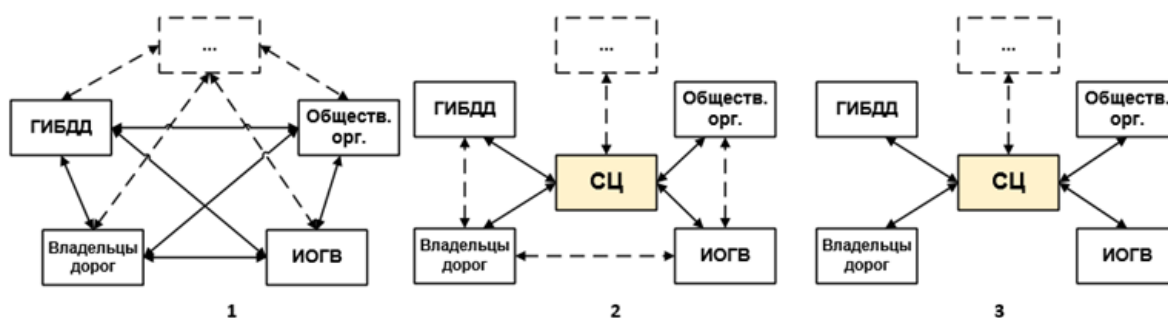 ...
ГИБДД
Обществ.
орг.
Владельцы
дорог
ИОГВ
1
...
ГИБДД
Обществ.
орг.
СЦ
Владельцы
дорог
ИОГВ
2
...
ГИБДД
Обществ.
орг.
СЦ
Владельцы
дорог
ИОГВ
3